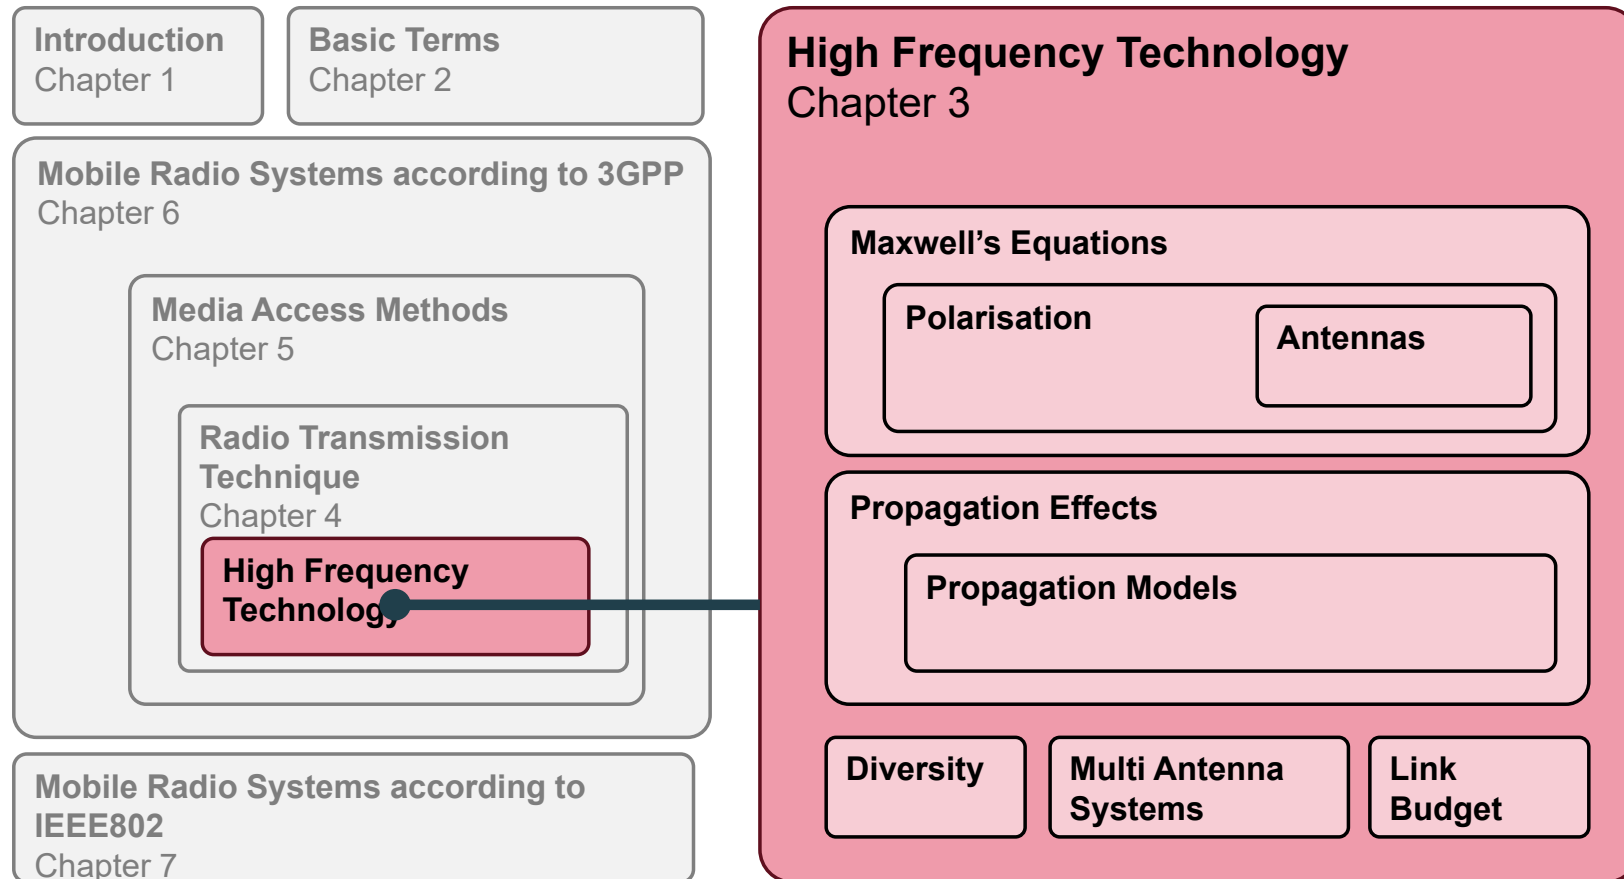 Introduction
Chapter 1
Basic Terms
Chapter 2
Mobile Radio Systems according to 3GPP
Chapter 6
Media Access Methods
Chapter 5
Radio Transmission
Technique
Chapter 4
High Frequency
Technology
Mobile Radio Systems according to
IEEE802
Chapter 7
High Frequency Technology
Chapter 3
Maxwell’s Equations
Polarisation
Antennas
Propagation Effects
Propagation Models
Diversity
Multi Antenna
Systems
Link
Budget